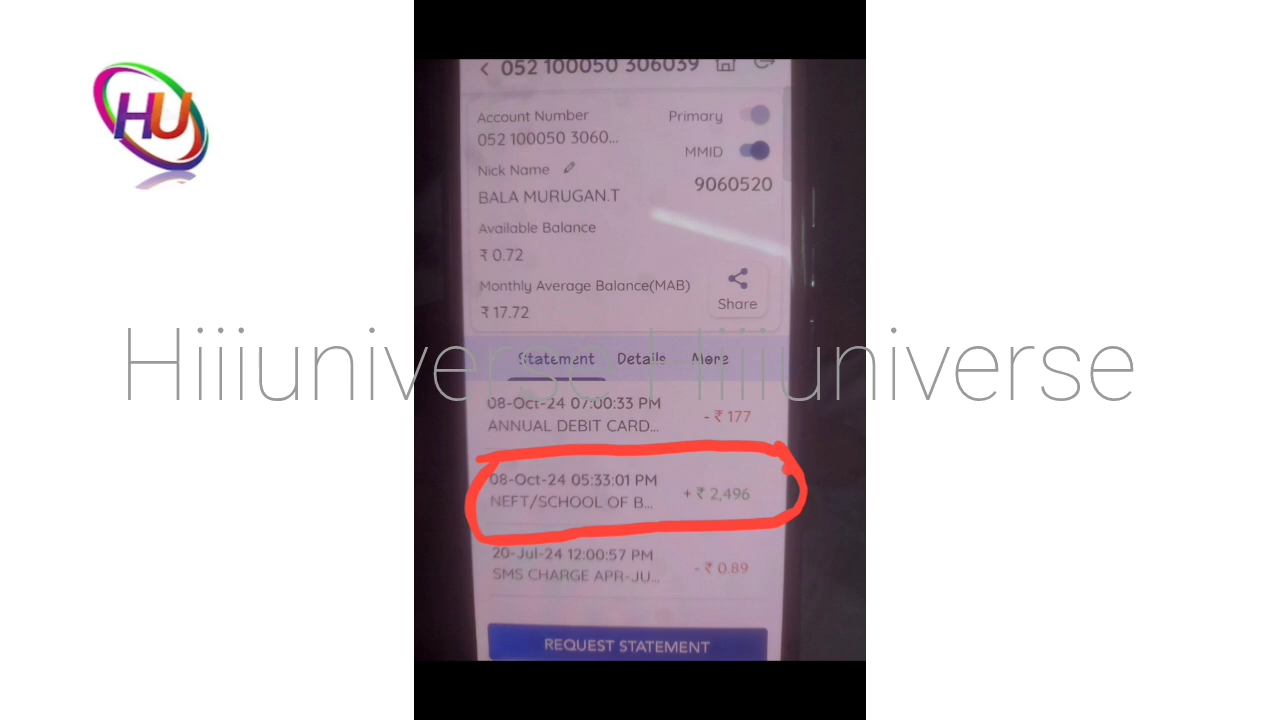 HU
052 100050 306039
Account Number
Primary
052 100050 3060...
MMID
Nick Name
9060520
BALA MURUGAN.T
Available Balance
₹ 0.72
Monthly Average Balance(MAB)
₹ 17.72
Share
Hiiiuniverse Hiiiuniverse
Statement Details More
08-Oct-24 07:00:33 PM
- ₹ 177
ANNUAL DEBIT CARD...
08-Oct-24 05:33:01 PM
+ ₹ 2,496
NEFT/SCHOOL OF B...
20-Jul-24 12:00:57 PM
- ₹ 0.89
SMS CHARGE APR-JU...
REQUEST STATEMENT